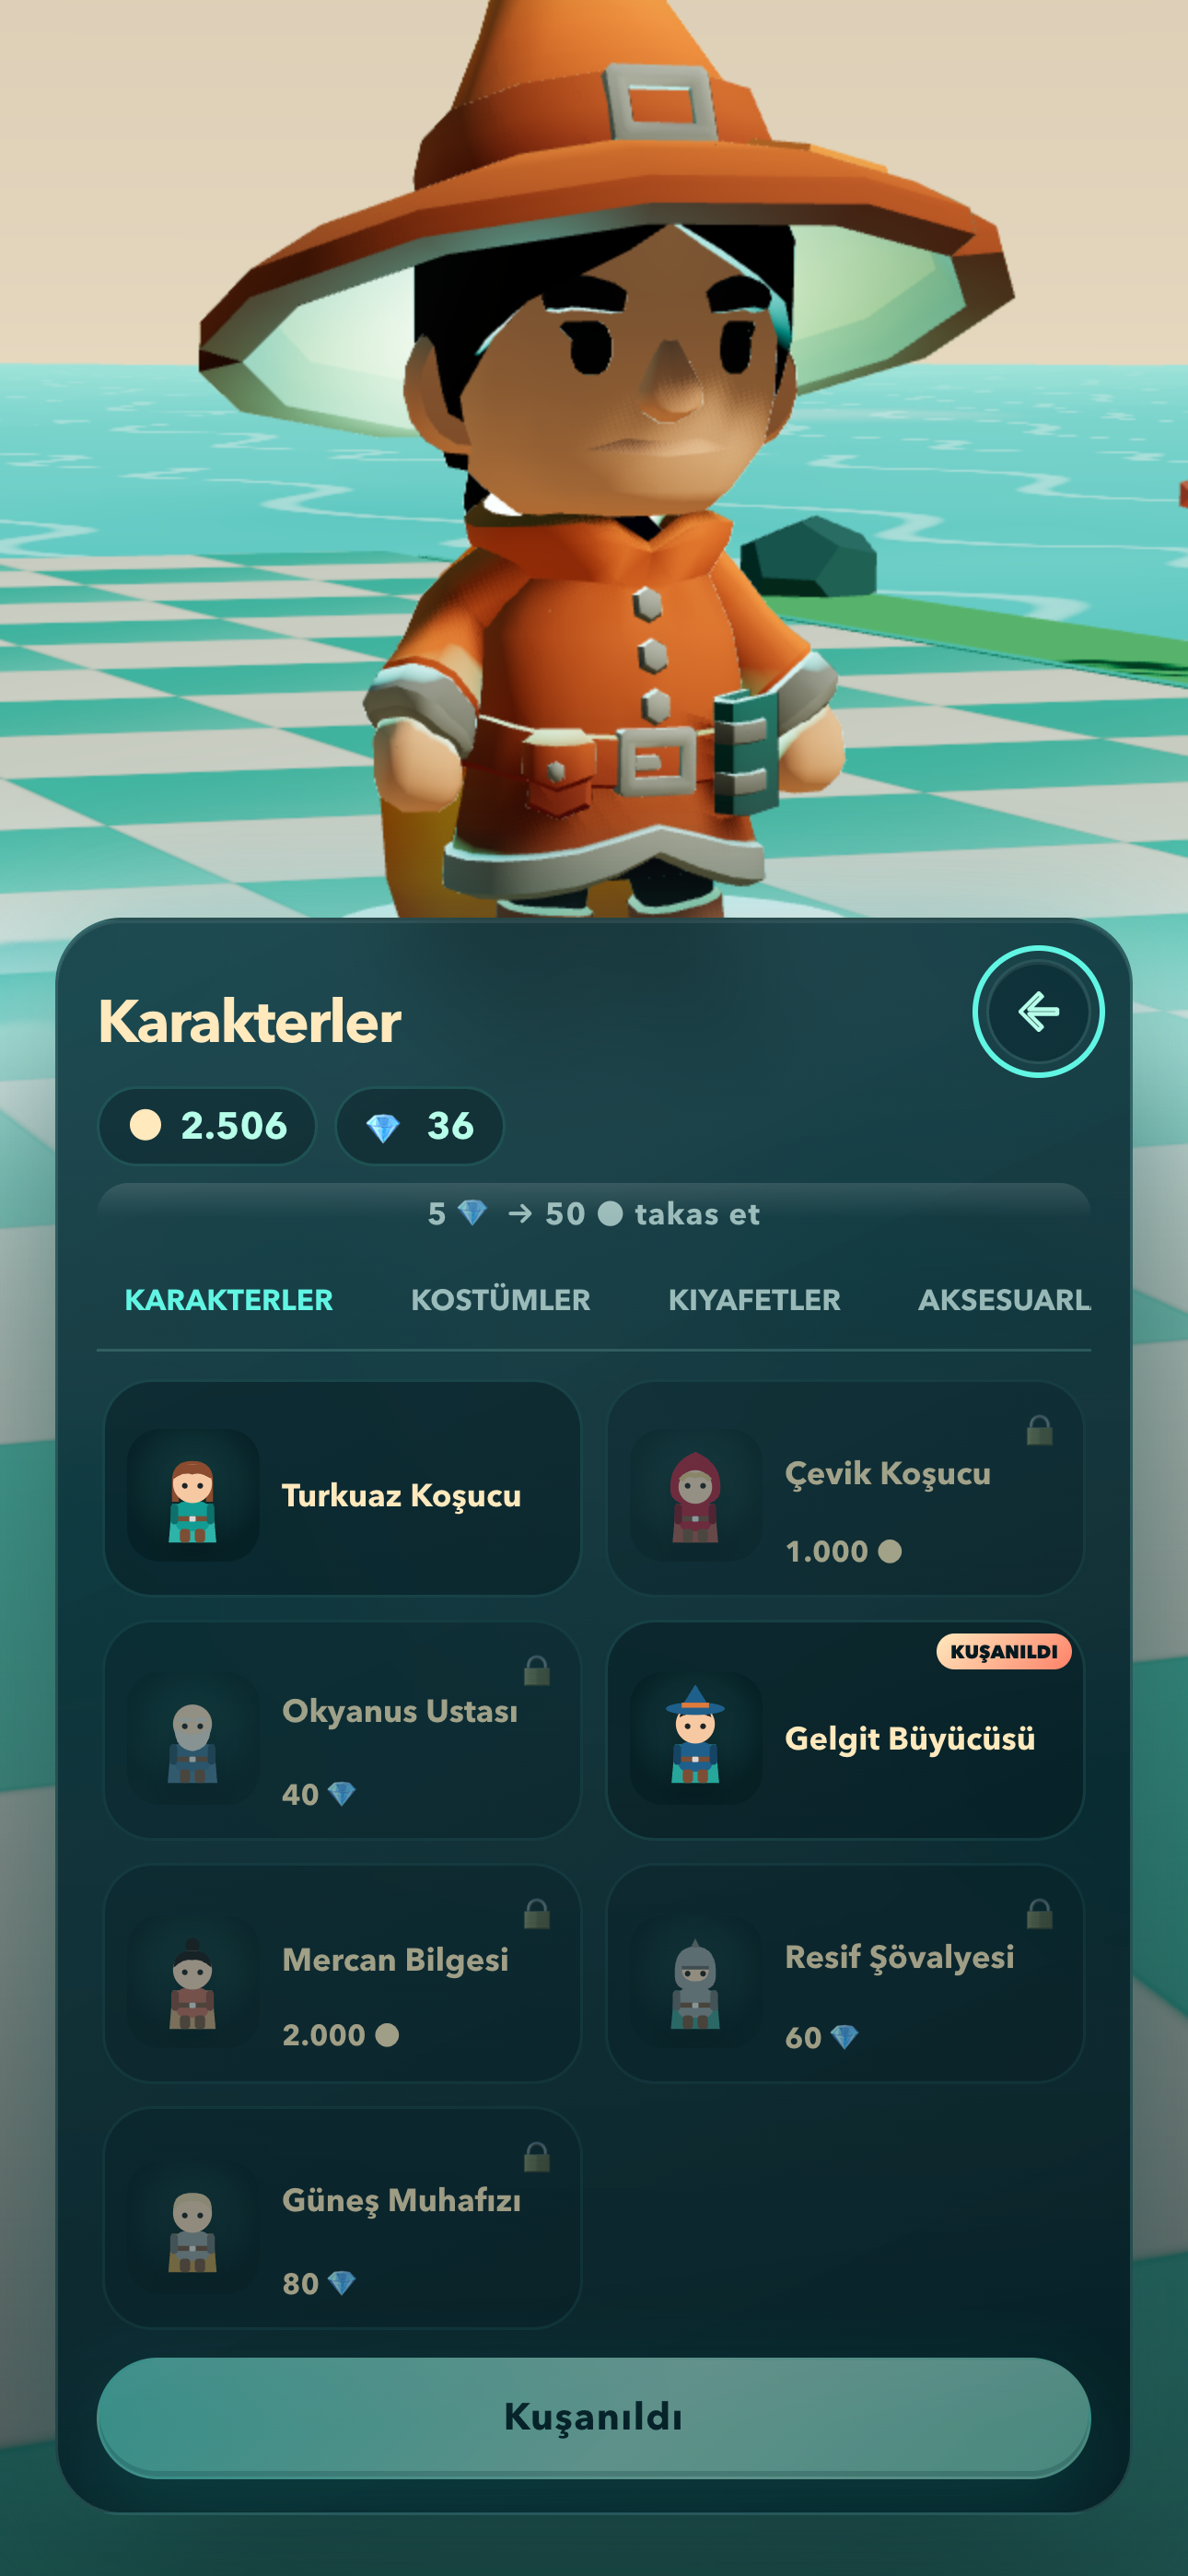 Karakterler
2.506 36
5 → 50 takas et
KARAKTERLER KOSTÜMLER KIYAFETLER AKSESUARL
Turkuaz Koşucu
Çevik Koşucu
1.000
Okyanus Ustası
40
KUŞANILDI
Gelgit Büyücüsü
Mercan Bilgesi
2.000
Resif Şövalyesi
60
Güneş Muhafızı
80
Kuşanıldı